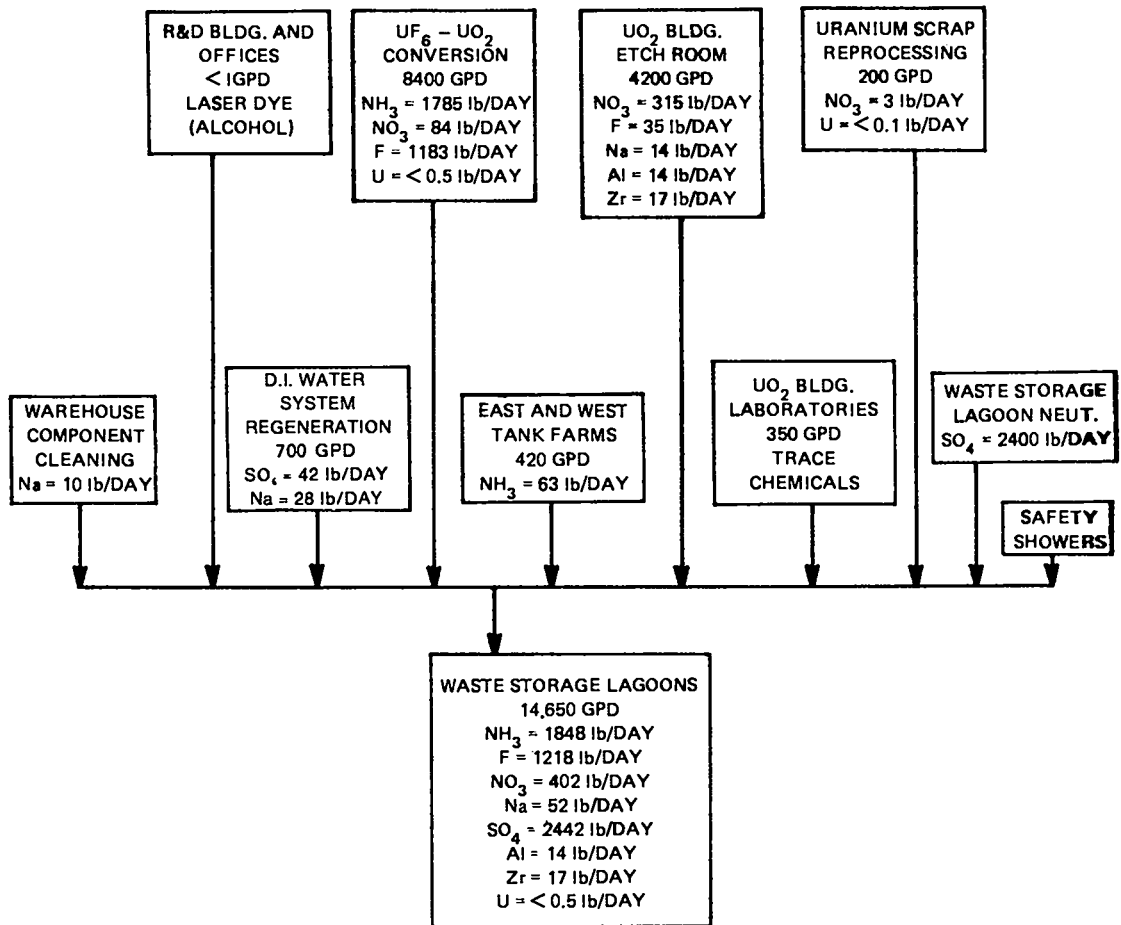 R&D BLDG. AND
OFFICES
< IGPD
LASER DYE
(ALCOHOL)
UF6 – UO2
CONVERSION
8400 GPD
NH3 = 1785 lb/DAY
NO3 = 84 lb/DAY
F = 1183 lb/DAY
U = < 0.5 lb/DAY
UO2 BLDG.
ETCH ROOM
4200 GPD
NO3 = 315 lb/DAY
F = 35 lb/DAY
Na = 14 lb/DAY
Al = 14 lb/DAY
Zr = 17 lb/DAY
URANIUM SCRAP
REPROCESSING
200 GPD
NO3 = 3 lb/DAY
U = < 0.1 lb/DAY
WAREHOUSE
COMPONENT
CLEANING
Na = 10 lb/DAY
D.I. WATER
SYSTEM
REGENERATION
700 GPD
SO4 = 42 lb/DAY
Na = 28 lb/DAY
EAST AND WEST
TANK FARMS
420 GPD
NH3 = 63 lb/DAY
UO2 BLDG.
LABORATORIES
350 GPD
TRACE
CHEMICALS
WASTE STORAGE
LAGOON NEUT.
SO4 = 2400 lb/DAY
SAFETY
SHOWERS
WASTE STORAGE LAGOONS
14,650 GPD
NH3 = 1848 lb/DAY
F = 1218 lb/DAY
NO3 = 402 lb/DAY
Na = 52 lb/DAY
SO4 = 2442 lb/DAY
Al = 14 lb/DAY
Zr = 17 lb/DAY
U = < 0.5 lb/DAY